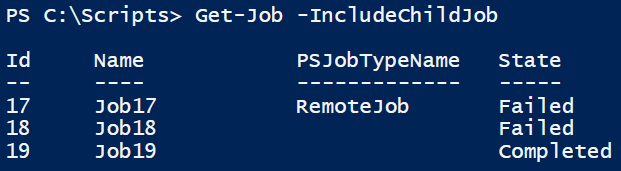 PS C:\Scripts> Get-Job -IncludeChildJob
Id Name PSJobTypeName State
-- ---- ------------- -----
17 Job17 RemoteJob Failed
18 Job18 Failed
19 Job19 Completed